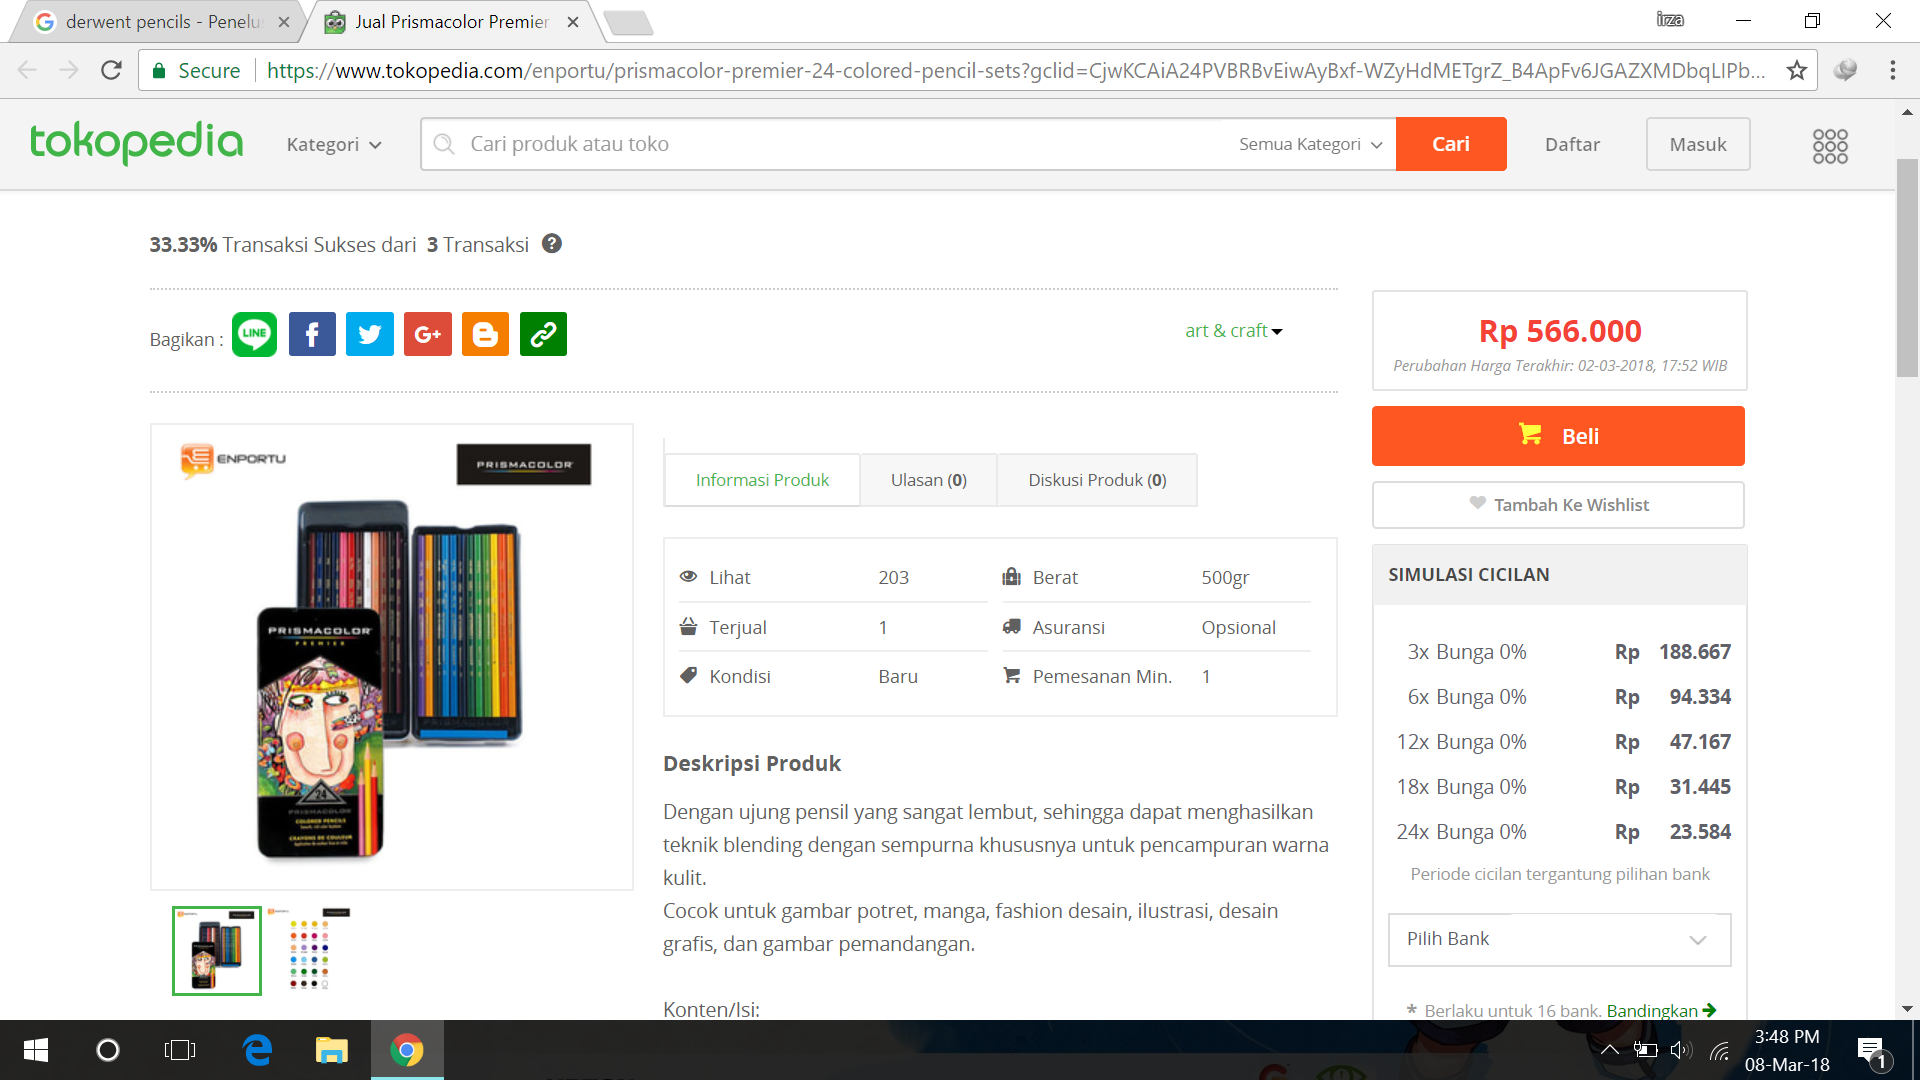 derwent pencils - Penelu
Jual Prismacolor Premier
irza
Secure
https://www.tokopedia.com/enportu/prismacolor-premier-24-colored-pencil-sets?gclid=CjwKCAiA24PVBRBvEiwAyBxf-WZyHdMETgrZ_B4ApFv6JGAZXMDbqLIPb...
tokopedia
Kategori
Cari produk atau toko
Semua Kategori
Cari
Daftar
Masuk
33.33% Transaksi Sukses dari 3 Transaksi ?
Bagikan :
LINE
G+
art & craft
Rp 566.000
Perubahan Harga Terakhir: 02-03-2018, 17:52 WIB
Beli
Tambah Ke Wishlist
ENPORTU
PRISMACOLOR
PRISMACOLOR
PREMIER
24
PRISMACOLOR
COLORED PENCILS
CRAYONS DE COULEUR
Informasi Produk
Ulasan (0)
Diskusi Produk (0)
Lihat 203
Berat 500gr
Terjual 1
Asuransi Opsional
Kondisi Baru
Pemesanan Min. 1
Deskripsi Produk
Dengan ujung pensil yang sangat lembut, sehingga dapat menghasilkan
teknik blending dengan sempurna khususnya untuk pencampuran warna
kulit.
Cocok untuk gambar potret, manga, fashion desain, ilustrasi, desain
grafis, dan gambar pemandangan.
Konten/Isi:
SIMULASI CICILAN
3x Bunga 0% Rp 188.667
6x Bunga 0% Rp 94.334
12x Bunga 0% Rp 47.167
18x Bunga 0% Rp 31.445
24x Bunga 0% Rp 23.584
Periode cicilan tergantung pilihan bank
Pilih Bank
* Berlaku untuk 16 bank. Bandingkan
3:48 PM
08-Mar-18
1